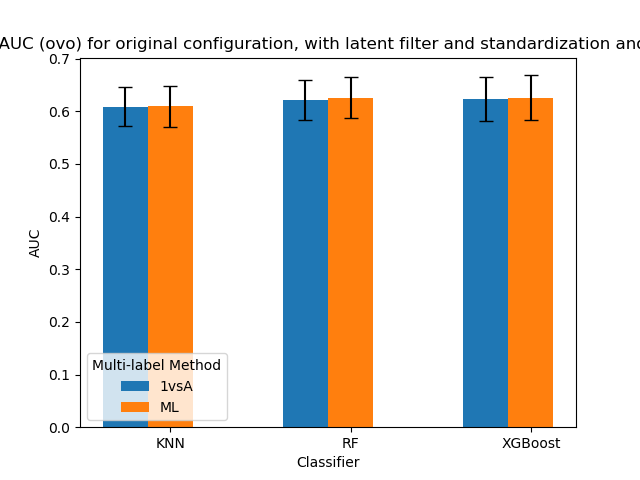 AUC (ovo) for original configuration, with latent filter and standardization and
0.7
0.6
0.5
0.4
0.3
0.2
0.1
0.0
AUC
Multi-label Method
1vsA
ML
KNN
RF
XGBoost
Classifier